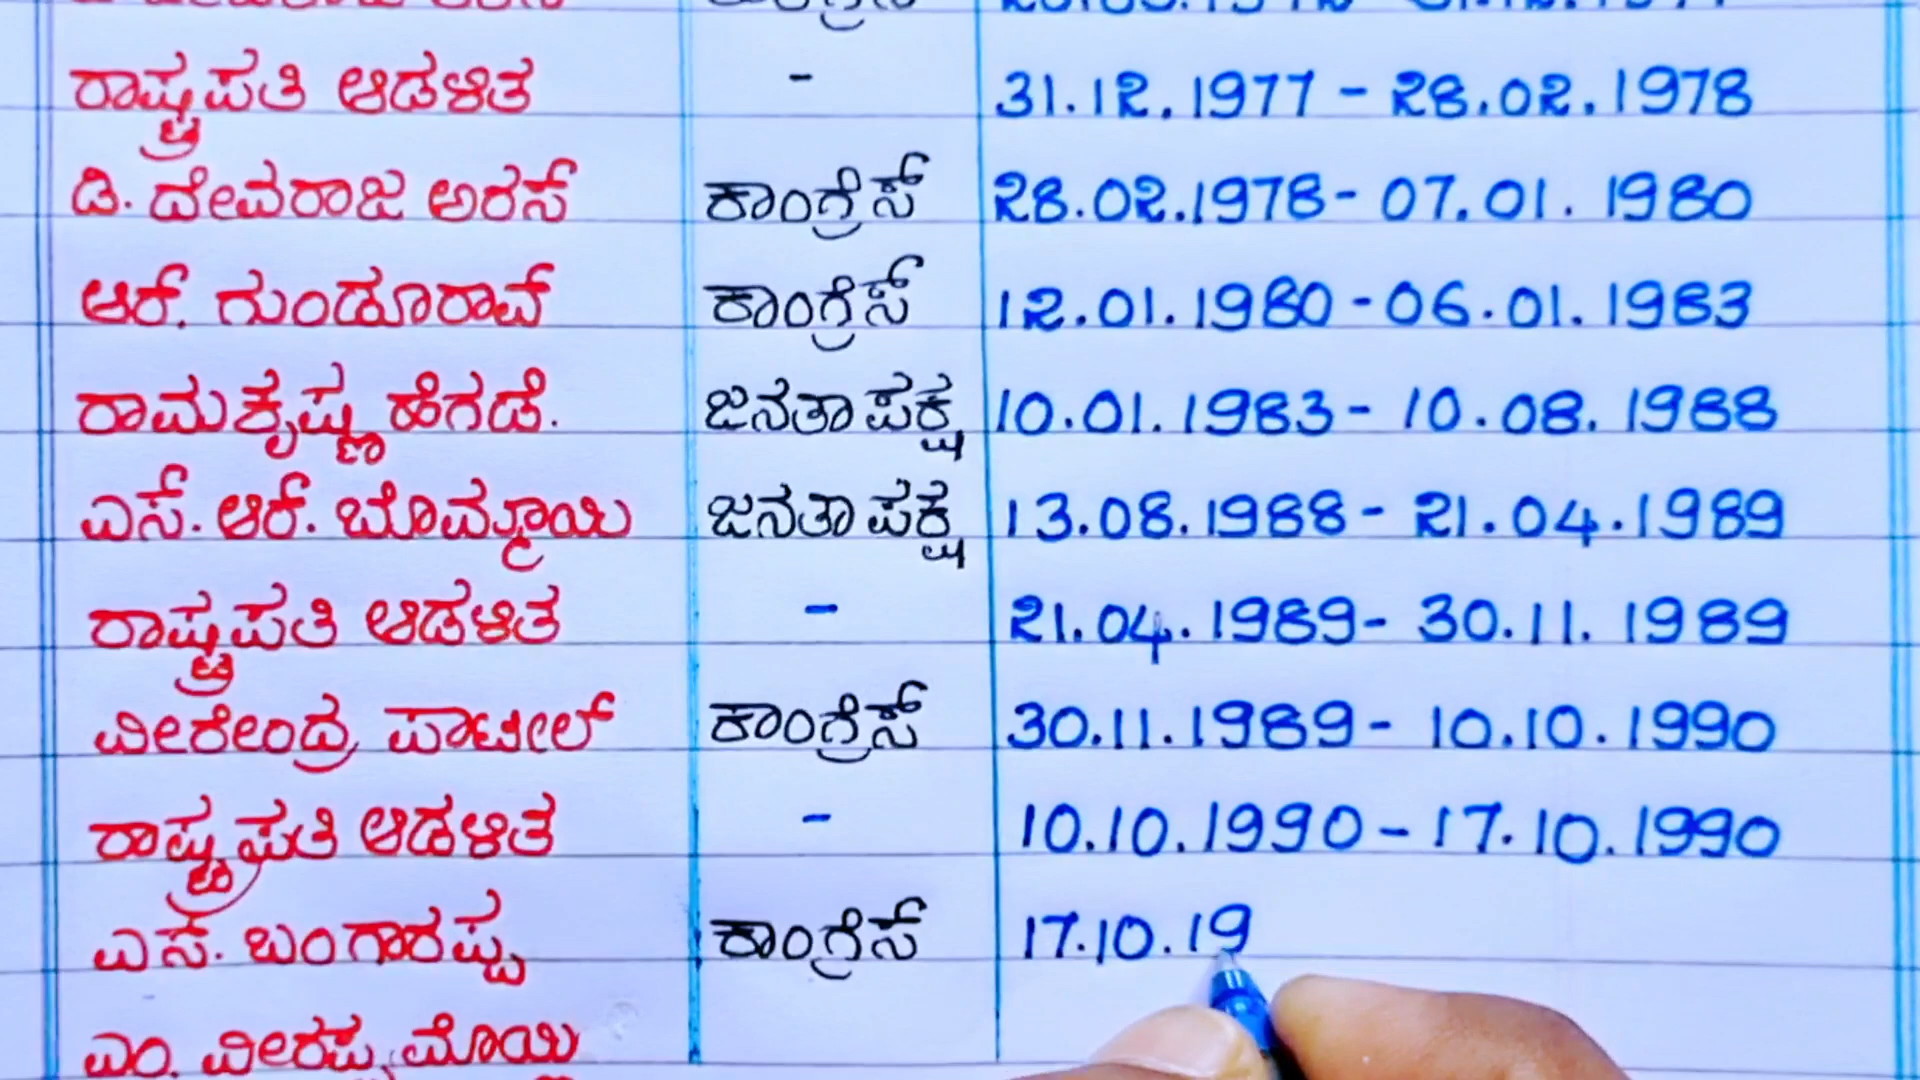 ರಾಷ್ಟ್ರಪತಿ ಆಡಳಿತ - 31.12.1977 - 28.02.1978
ಡಿ. ದೇವರಾಜ ಅರಸ್ ಕಾಂಗ್ರೆಸ್ 28.02.1978 - 07.01.1980
ಆರ್. ಗುಂಡೂರಾವ್ ಕಾಂಗ್ರೆಸ್ 12.01.1980 - 06.01.1983
ರಾಮಕೃಷ್ಣ ಹೆಗಡೆ. ಜನತಾ ಪಕ್ಷ 10.01.1983 - 10.08.1988
ಎಸ್. ಆರ್. ಬೊಮ್ಮಾಯಿ ಜನತಾ ಪಕ್ಷ 13.08.1988 - 21.04.1989
ರಾಷ್ಟ್ರಪತಿ ಆಡಳಿತ - 21.04.1989 - 30.11.1989
ವೀರೇಂದ್ರ ಪಾಟೀಲ್ ಕಾಂಗ್ರೆಸ್ 30.11.1989 - 10.10.1990
ರಾಷ್ಟ್ರಪತಿ ಆಡಳಿತ - 10.10.1990 - 17.10.1990
ಎಸ್. ಬಂಗಾರಪ್ಪ ಕಾಂಗ್ರೆಸ್ 17.10.19
ಎಂ. ವೀರಪ್ಪ ಮೊಯ್ಲಿ